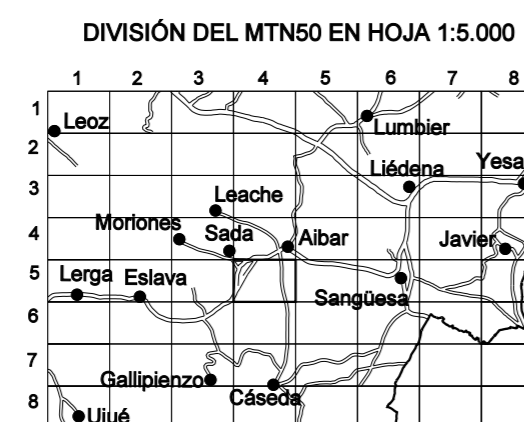 DIVISIÓN DEL MTN50 EN HOJA 1:5.000
1 2 3 4 5 6 7 8
1
Leoz
Lumbier
2
Liédena
Yesa
3
Leache
Moriones
Sada
4
Aibar
Javier
5
Lerga
Eslava
Sangüesa
6
7
Gallipienzo
Cáseda
8
Ujué